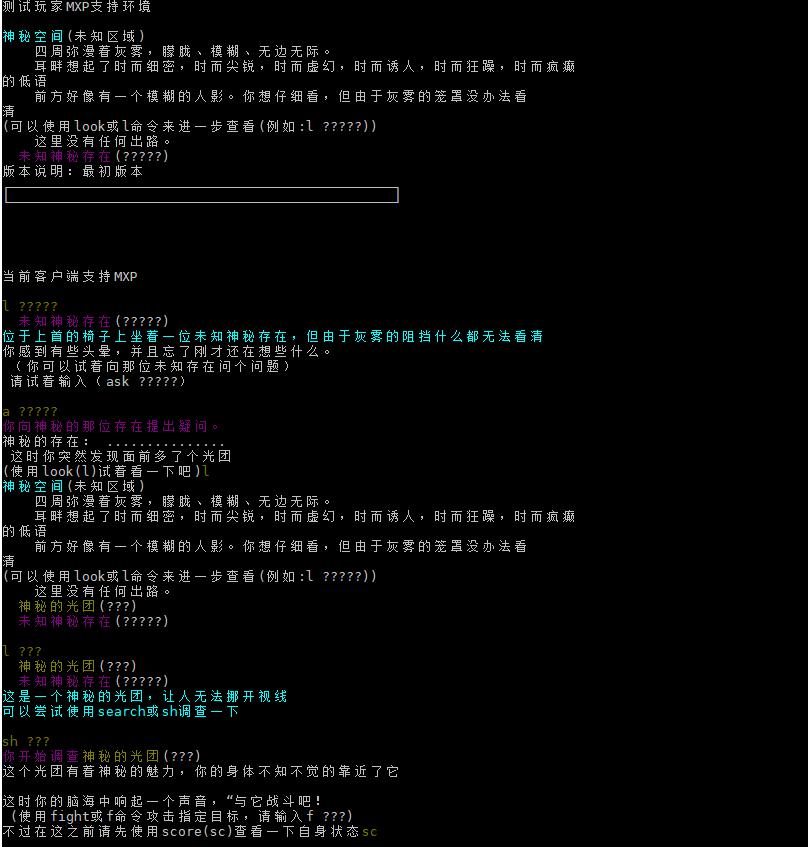 测试玩家MXP支持环境
神秘空间(未知区域)
四周弥漫着灰雾，朦胧、模糊、无边无际。
耳畔想起了时而细密，时而尖锐，时而虚幻，时而诱人，时而狂躁，时而疯癫
的低语
前方好像有一个模糊的人影。你想仔细看，但由于灰雾的笼罩没办法看
清
(可以使用look或l命令来进一步查看(例如:l ?????))
这里没有任何出路。
未知神秘存在(?????)
版本说明: 最初版本
当前客户端支持MXP
l ?????
未知神秘存在(?????)
位于上首的椅子上坐着一位未知神秘存在，但由于灰雾的阻挡什么都无法看清
你感到有些头晕，并且忘了刚才还在想些什么。
（你可以试着向那位未知存在问个问题）
请试着输入（ask ?????）
a ?????
你向神秘的那位存在提出疑问。
神秘的存在: ...............
这时你突然发现面前多了个光团
(使用look(l)试着看一下吧)l
神秘空间(未知区域)
四周弥漫着灰雾，朦胧、模糊、无边无际。
耳畔想起了时而细密，时而尖锐，时而虚幻，时而诱人，时而狂躁，时而疯癫
的低语
前方好像有一个模糊的人影。你想仔细看，但由于灰雾的笼罩没办法看
清
(可以使用look或l命令来进一步查看(例如:l ?????))
这里没有任何出路。
神秘的光团(???)
未知神秘存在(?????)
l ???
神秘的光团(???)
未知神秘存在(?????)
这是一个神秘的光团，让人无法挪开视线
可以尝试使用search或sh调查一下
sh ???
你开始调查神秘的光团(???)
这个光团有着神秘的魅力，你的身体不知不觉的靠近了它
这时你的脑海中响起一个声音，“与它战斗吧！
(使用fight或f命令攻击指定目标，请输入f ???)
不过在这之前请先使用score(sc)查看一下自身状态sc